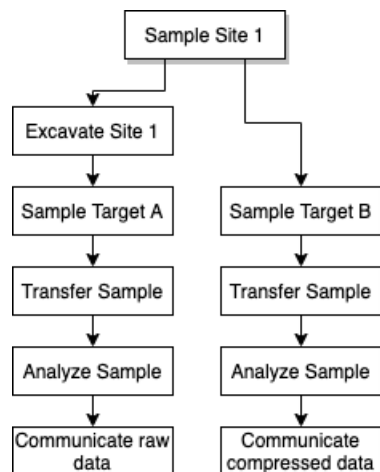 Sample Site 1
Excavate Site 1
Sample Target A
Transfer Sample
Analyze Sample
Communicate raw
data
Sample Target B
Transfer Sample
Analyze Sample
Communicate
compressed data